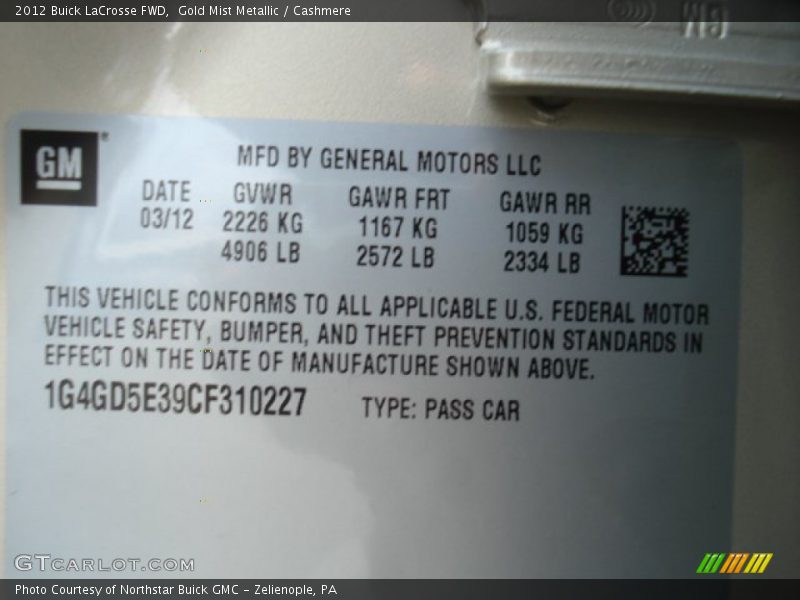 2012 Buick LaCrosse FWD, Gold Mist Metallic / Cashmere
GM
MFD BY GENERAL MOTORS LLC
DATE GVWR GAWR FRT GAWR RR
03/12 2226 KG 1167 KG 1059 KG
4906 LB 2572 LB 2334 LB
THIS VEHICLE CONFORMS TO ALL APPLICABLE U.S. FEDERAL MOTOR
VEHICLE SAFETY, BUMPER, AND THEFT PREVENTION STANDARDS IN
EFFECT ON THE DATE OF MANUFACTURE SHOWN ABOVE.
1G4GD5E39CF310227 TYPE: PASS CAR
GTCARLOT.COM
Photo Courtesy of Northstar Buick GMC - Zelienople, PA